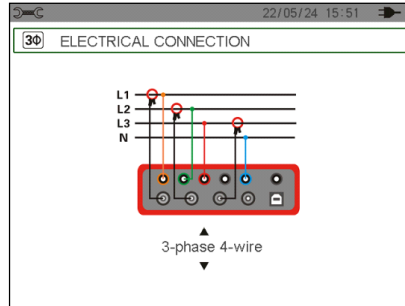 22/05/24 15:51
3Φ ELECTRICAL CONNECTION
L1
L2
L3
N
3-phase 4-wire